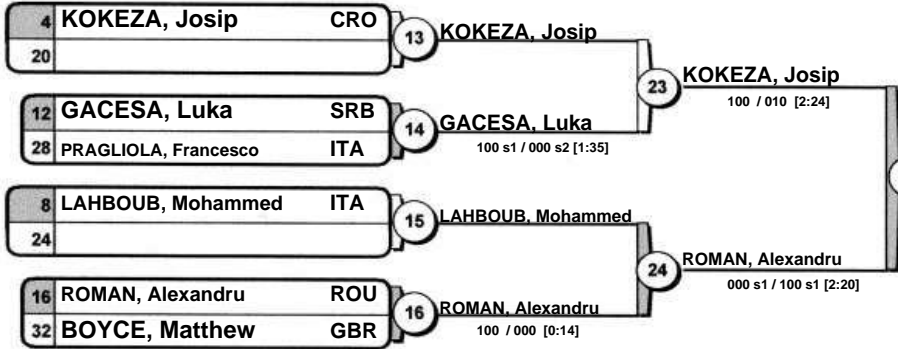 4 KOKEZA, Josip CRO
20
13 KOKEZA, Josip
12 GACESA, Luka SRB
28 PRAGLIOLA, Francesco ITA
14 GACESA, Luka
100 s1 / 000 s2 [1:35]
23 KOKEZA, Josip
100 / 010 [2:24]
8 LAHBOUB, Mohammed ITA
24
15 LAHBOUB, Mohammed
16 ROMAN, Alexandru ROU
32 BOYCE, Matthew GBR
16 ROMAN, Alexandru
100 / 000 [0:14]
24 ROMAN, Alexandru
000 s1 / 100 s1 [2:20]